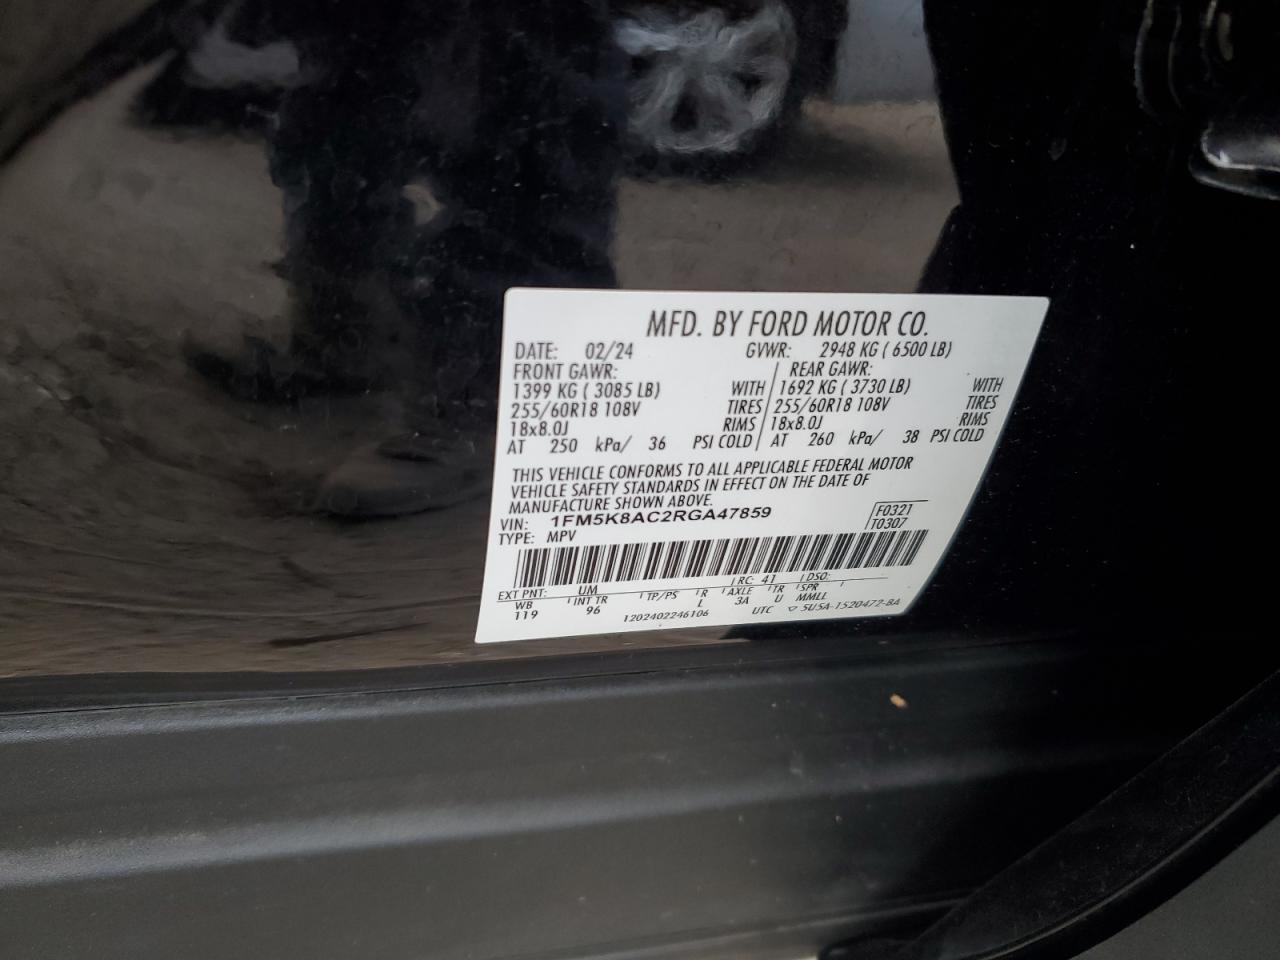 MFD. BY FORD MOTOR CO.
DATE: 02/24 GVWR: 2948 KG ( 6500 LB)
FRONT GAWR: REAR GAWR:
1399 KG ( 3085 LB) WITH 1692 KG ( 3730 LB) WITH
255/60R18 108V TIRES 255/60R18 108V TIRES
18x8.0J RIMS 18x8.0J RIMS
AT 250 kPa/ 36 PSI COLD AT 260 kPa/ 38 PSI COLD
THIS VEHICLE CONFORMS TO ALL APPLICABLE FEDERAL MOTOR
VEHICLE SAFETY STANDARDS IN EFFECT ON THE DATE OF
MANUFACTURE SHOWN ABOVE.
VIN: 1FM5K8AC2RGA47859 F0321
TYPE: MPV T0307
EXT PNT: UM RC: 41 DSO:
WB INT TR TP/PS R AXLE TR SPR
119 96 L 3A U MMLL
1202402246106 UTC ▽ 5U5A-1520472-BA